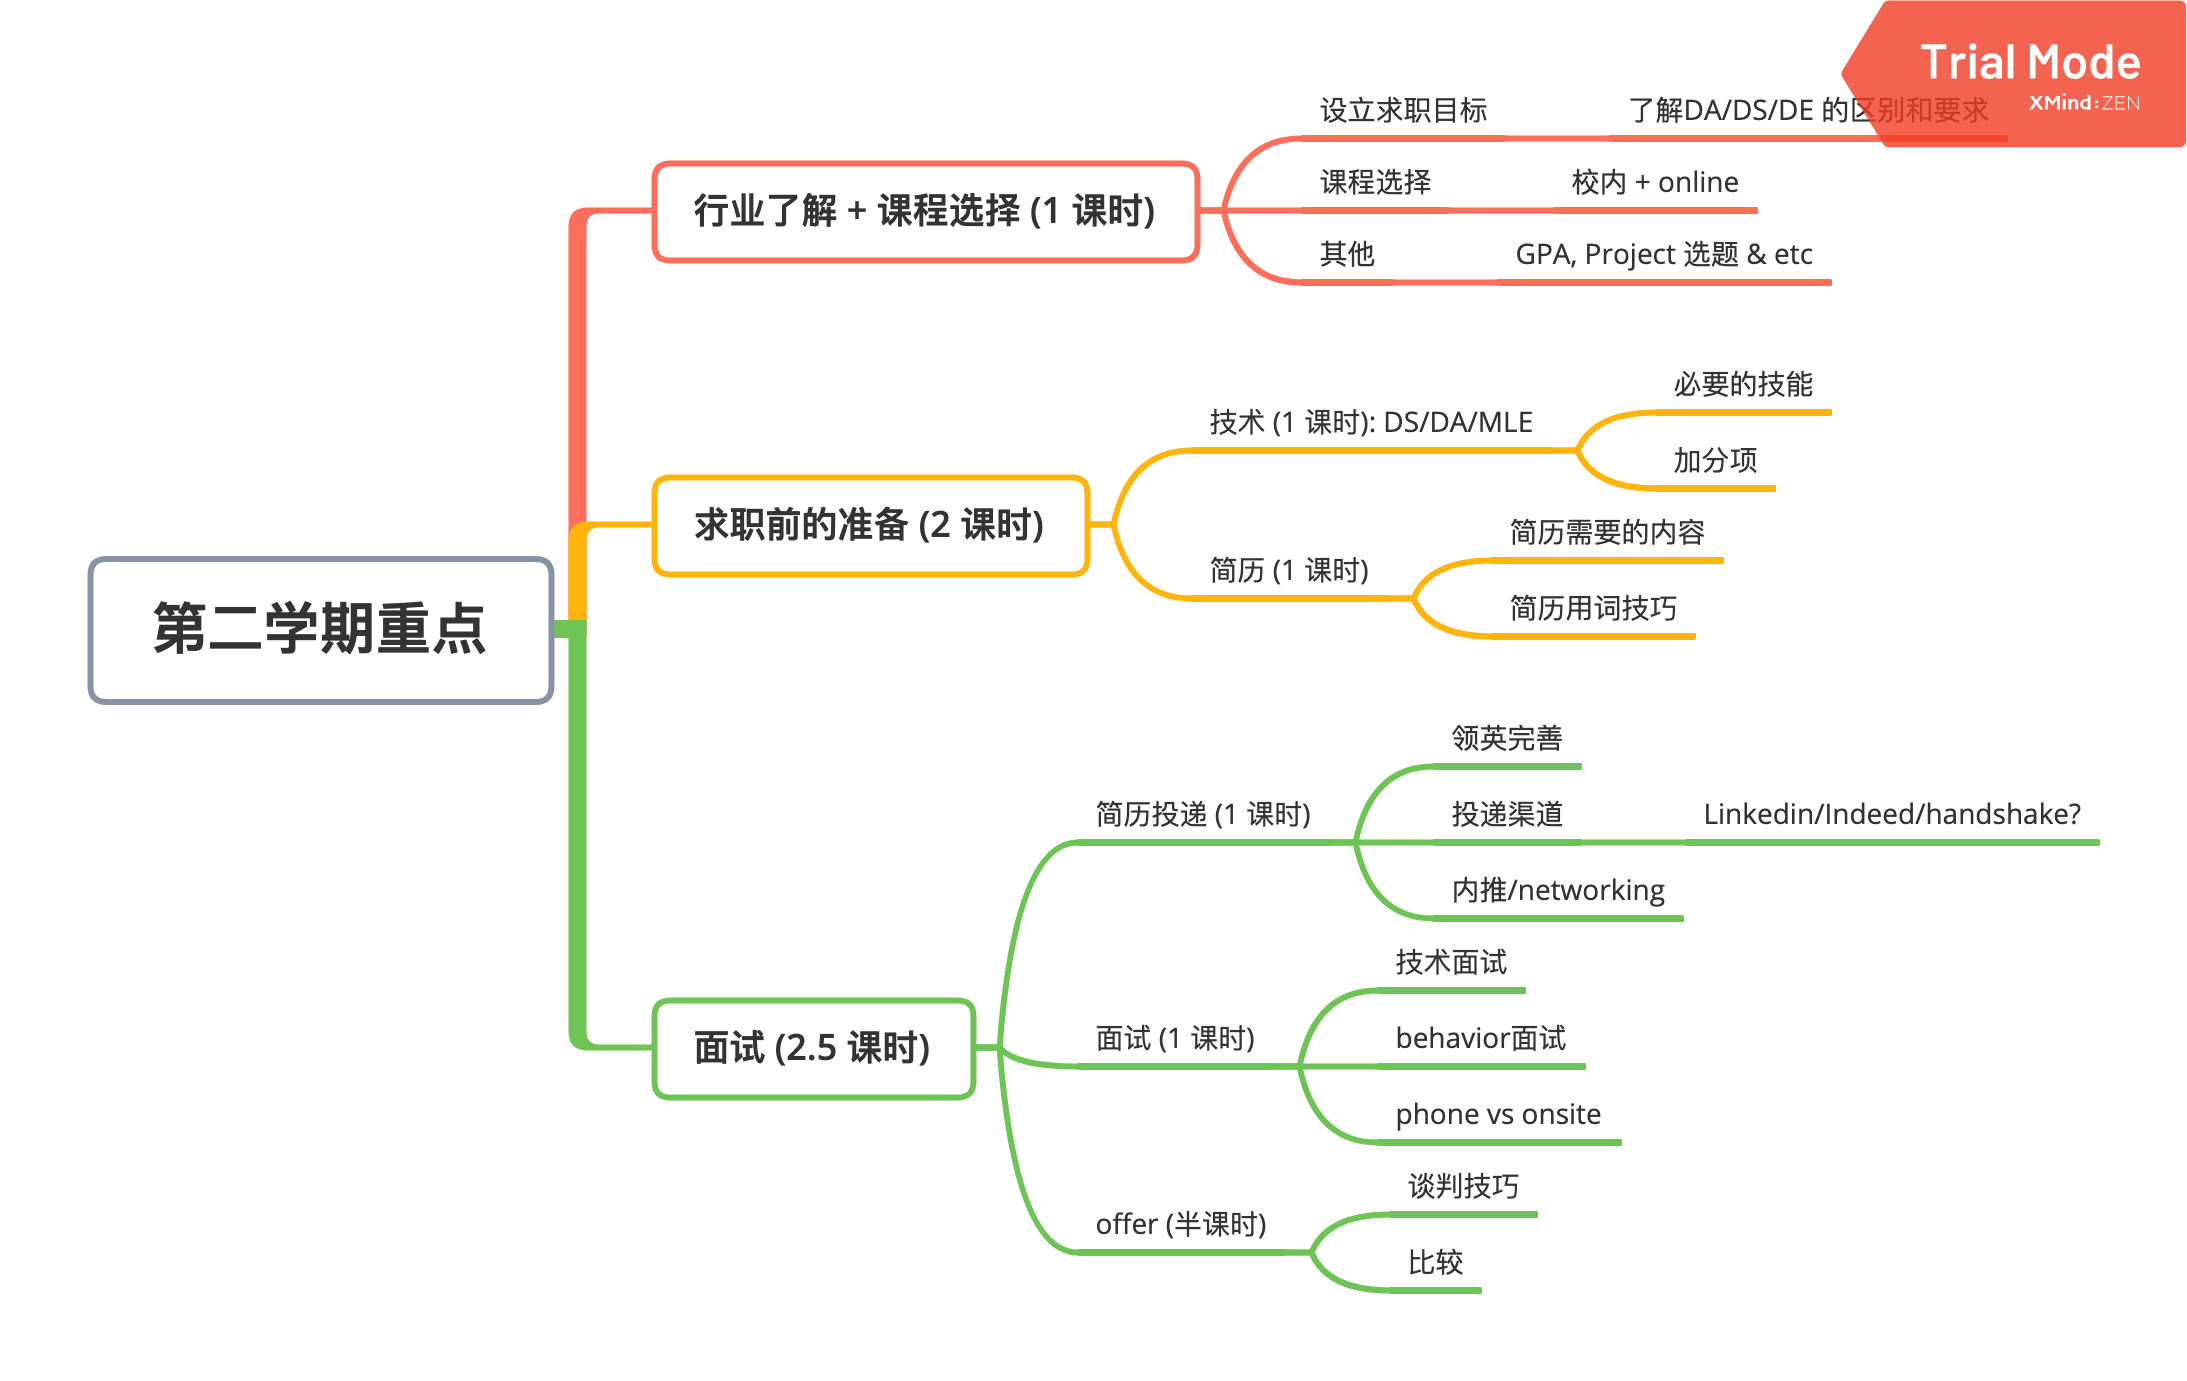 Trial Mode
XMind:ZEN
设立求职目标
了解DA/DS/DE 的区别和要求
课程选择
校内 + online
其他
GPA, Project 选题 & etc
行业了解 + 课程选择 (1 课时)
必要的技能
技术 (1 课时): DS/DA/MLE
加分项
求职前的准备 (2 课时)
简历需要的内容
简历 (1 课时)
简历用词技巧
第二学期重点
领英完善
简历投递 (1 课时)
投递渠道
Linkedin/Indeed/handshake?
内推/networking
技术面试
面试 (1 课时)
behavior面试
phone vs onsite
面试 (2.5 课时)
谈判技巧
offer (半课时)
比较